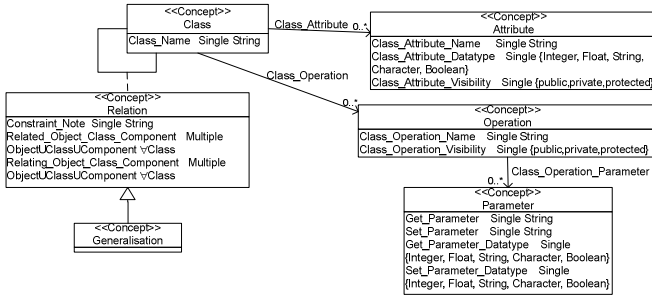 <<Concept>>
Class
Class_Name Single String
Class_Attribute
0..*
<<Concept>>
Attribute
Class_Attribute_Name Single String
Class_Attribute_Datatype Single {Integer, Float, String,
Character, Boolean}
Class_Attribute_Visibility Single {public,private,protected}
Class_Operation
0..*
<<Concept>>
Operation
Class_Operation_Name Single String
Class_Operation_Visibility Single {public,private,protected}
<<Concept>>
Relation
Constraint_Note Single String
Related_Object_Class_Component Multiple
ObjectUClassUComponent ∀Class
Relating_Object_Class_Component Multiple
ObjectUClassUComponent ∀Class
Class_Operation_Parameter
0..*
<<Concept>>
Parameter
Get_Parameter Single String
Set_Parameter Single String
Get_Parameter_Datatype Single
{Integer, Float, String, Character, Boolean}
Set_Parameter_Datatype Single
{Integer, Float, String, Character, Boolean}
<<Concept>>
Generalisation